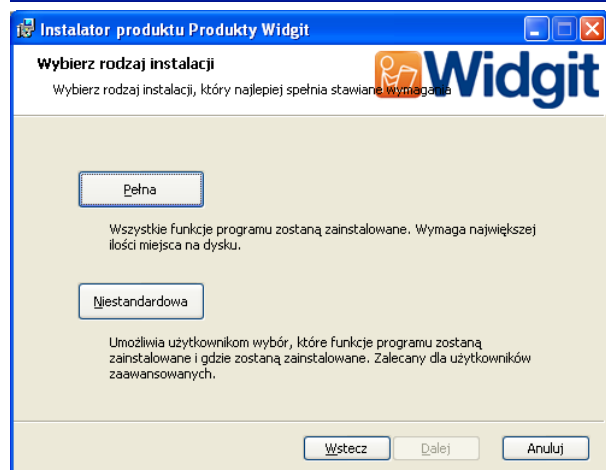 Instalator produktu Produkty Widgit
Wybierz rodzaj instalacji
Widgit
Wybierz rodzaj instalacji, który najlepiej spełnia stawiane wymagania
Pełna
Wszystkie funkcje programu zostaną zainstalowane. Wymaga największej
ilości miejsca na dysku.
Niestandardowa
Umożliwia użytkownikom wybór, które funkcje programu zostaną
zainstalowane i gdzie zostaną zainstalowane. Zalecany dla użytkowników
zaawansowanych.
Wstecz Dalej Anuluj